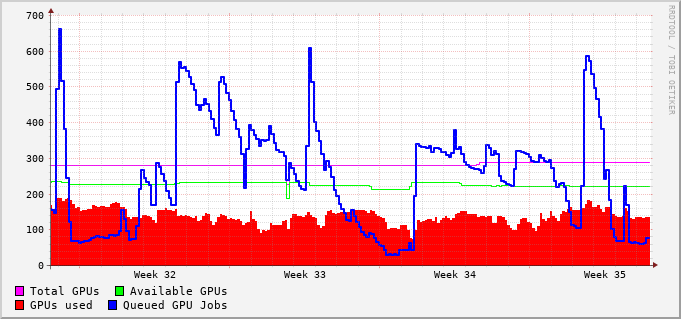 700
600
500
400
300
200
100
0
Week 32 Week 33 Week 34 Week 35
Total GPUs Available GPUs
GPUs used Queued GPU Jobs
RRDTOOL / TOBI OETIKER